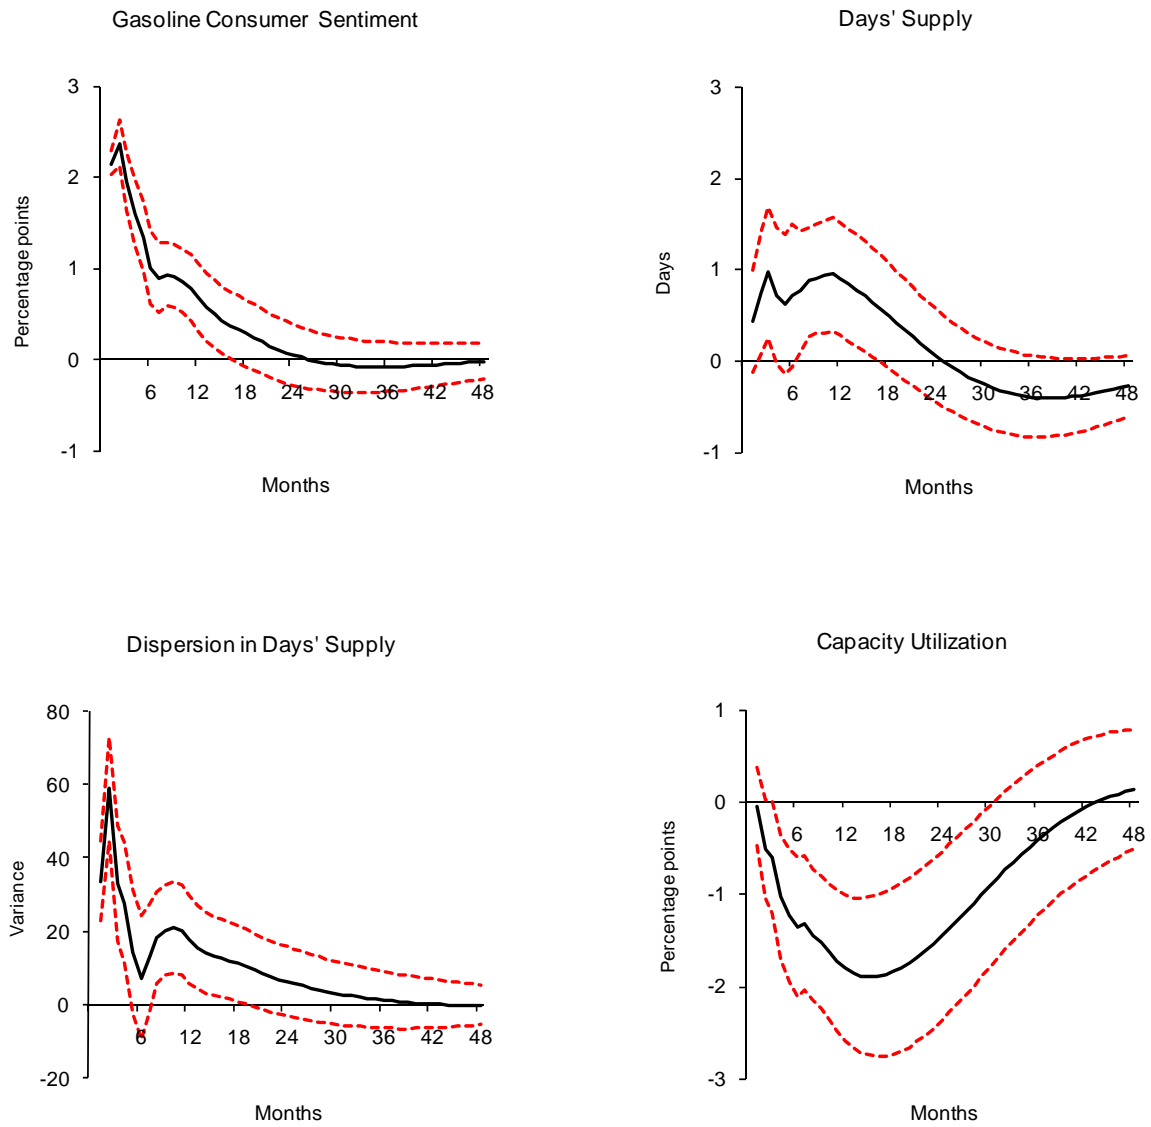 Gasoline Consumer Sentiment
3
2
1
0
-1
Percentage points
6 12 18 24 30 36 42 48
Months
Days' Supply
3
2
1
0
-1
Days
6 12 18 24 30 36 42 48
Months
Dispersion in Days' Supply
80
60
40
20
0
-20
Variance
6 12 18 24 30 36 42 48
Months
Capacity Utilization
1
0
-1
-2
-3
Percentage points
6 12 18 24 30 36 42 48
Months